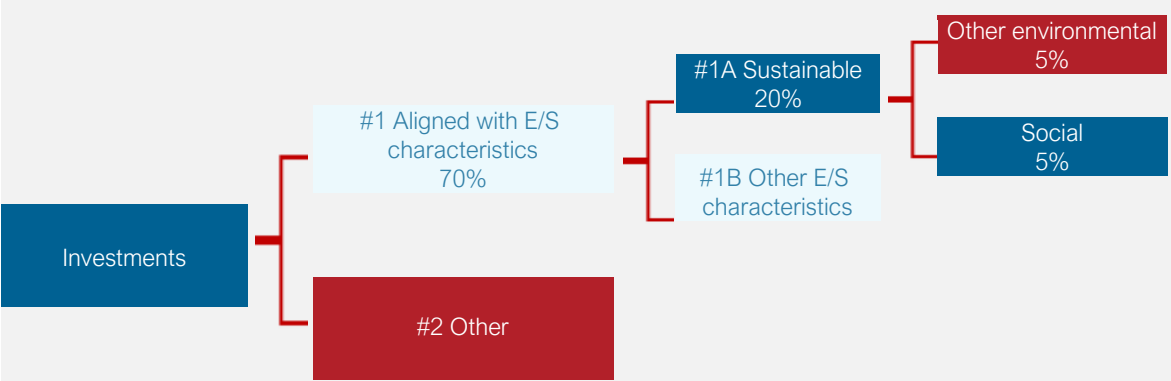 Investments
#1 Aligned with E/S
characteristics
70%
#2 Other
#1A Sustainable
20%
#1B Other E/S
characteristics
Other environmental
5%
Social
5%